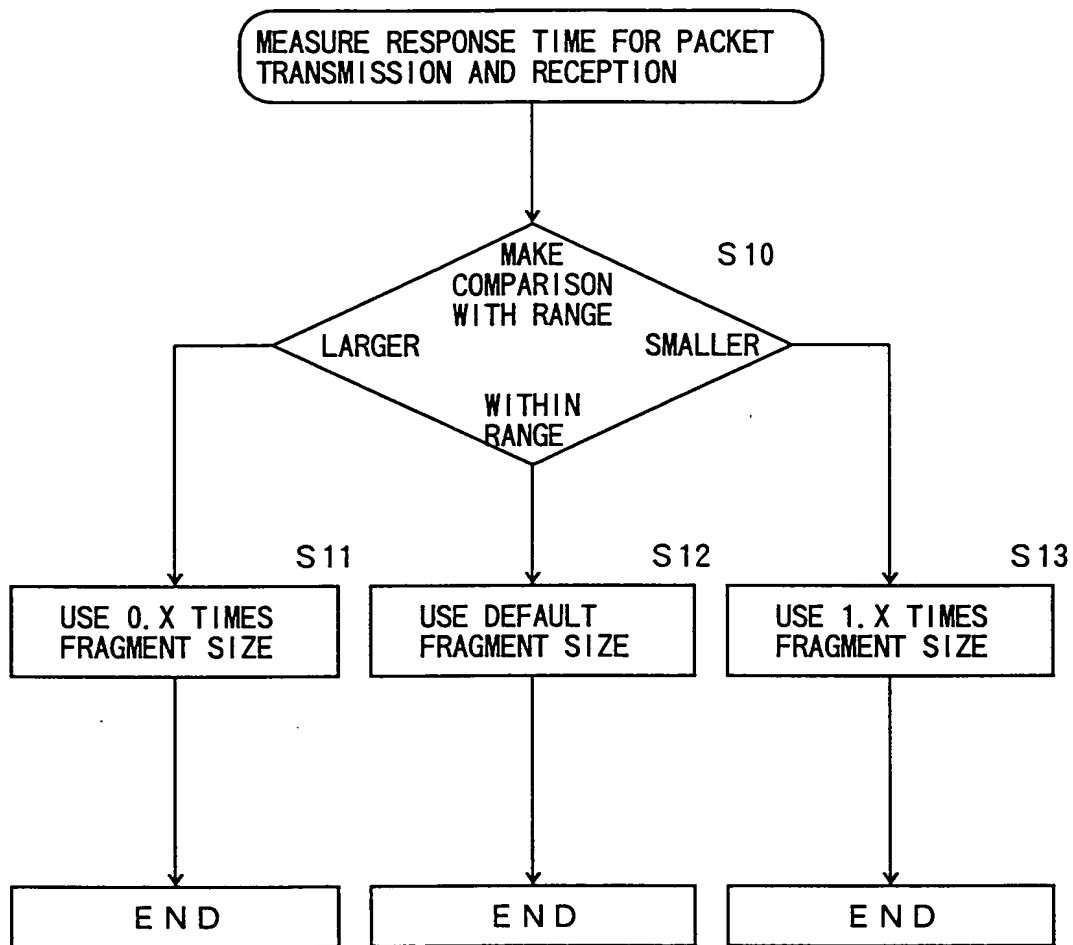 MEASURE RESPONSE TIME FOR PACKET
TRANSMISSION AND RECEPTION
S10
MAKE
COMPARISON
WITH RANGE
LARGER
SMALLER
WITHIN
RANGE
S11
USE 0.X TIMES
FRAGMENT SIZE
S12
USE DEFAULT
FRAGMENT SIZE
S13
USE 1.X TIMES
FRAGMENT SIZE
END
END
END